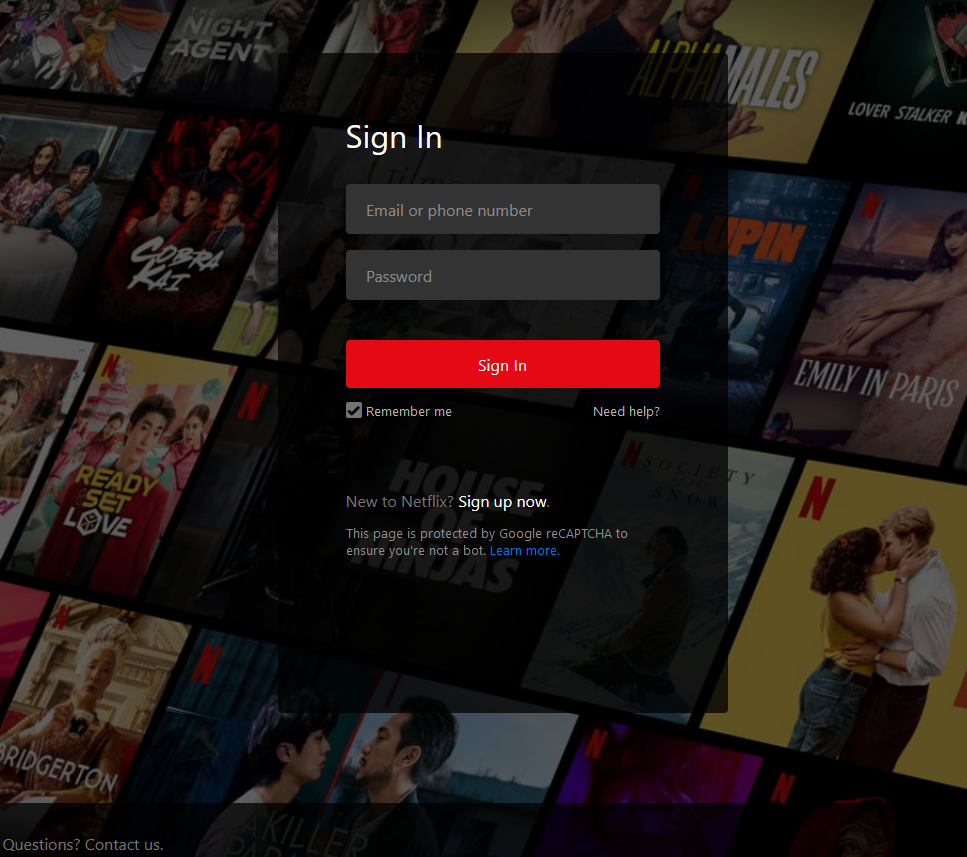 THE
NIGHT
AGENT
ALPHA MALES
LOVER STALKER K
Sign In
Email or phone number
COBRA
KAI
LUPIN
Password
Sign In
EMILY IN PARIS
Remember me
Need help?
READY
SET
LOVE
HOUSE
OF
NINJAS
SOCIETY
OF THE
SNOW
New to Netflix? Sign up now.
This page is protected by Google reCAPTCHA to
ensure you're not a bot. Learn more.
BRIDGERTON
A KILLER
PARA
Questions? Contact us.